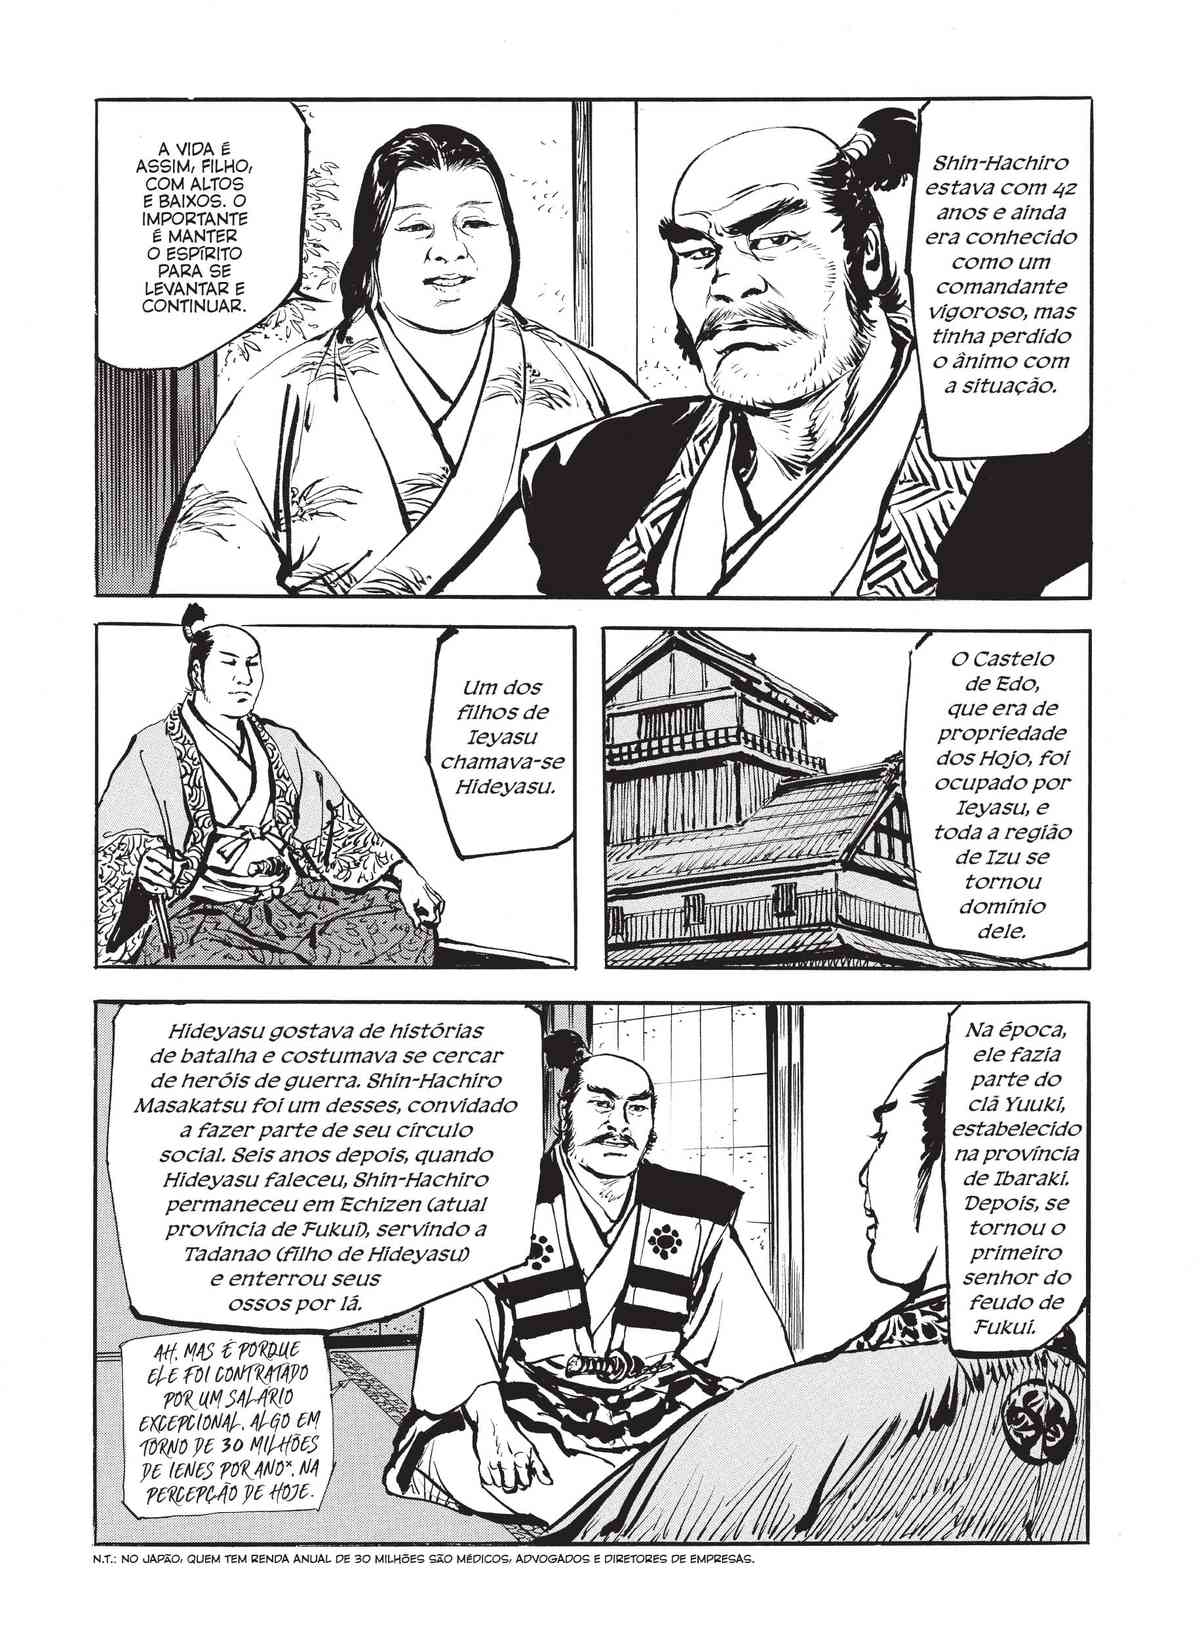 Shin-Hachiro
estava com 42
anos e ainda
era conhecido
como um
comandante
vigoroso, mas
tinha perdido
o ânimo com
a situação.
A VIDA É
ASSIM, FILHO,
COM ALTOS
E BAIXOS. O
IMPORTANTE
É MANTER
O ESPÍRITO
PARA SE
LEVANTAR E
CONTINUAR.
O Castelo
de Edo,
que era de
propriedade
dos Hojo, foi
ocupado por
Ieyasu, e
toda a região
de Izu se
tornou
domínio
dele.
Um dos
filhos de
Ieyasu
chamava-se
Hideyasu.
Na época,
ele fazia
parte do
clã Yuuki,
estabelecido
na província
de Ibaraki.
Depois, se
tornou o
primeiro
senhor do
feudo de
Fukui.
Hideyasu gostava de histórias
de batalha e costumava se cercar
de heróis de guerra. Shin-Hachiro
Masakatsu foi um desses, convidado
a fazer parte de seu círculo
social. Seis anos depois, quando
Hideyasu faleceu, Shin-Hachiro
permaneceu em Echizen (atual
província de Fukui), servindo a
Tadanao (filho de Hideyasu)
e enterrou seus
ossos por lá.
AH, MAS É PORQUE
ELE FOI CONTRATADO
POR UM SALÁRIO
EXCEPCIONAL, ALGO EM
TORNO DE 30 MILHÕES
DE IENES POR ANO*, NA
PERCEPÇÃO DE HOJE.
N.T.: NO JAPÃO, QUEM TEM RENDA ANUAL DE 30 MILHÕES SÃO MÉDICOS, ADVOGADOS E DIRETORES DE EMPRESAS.